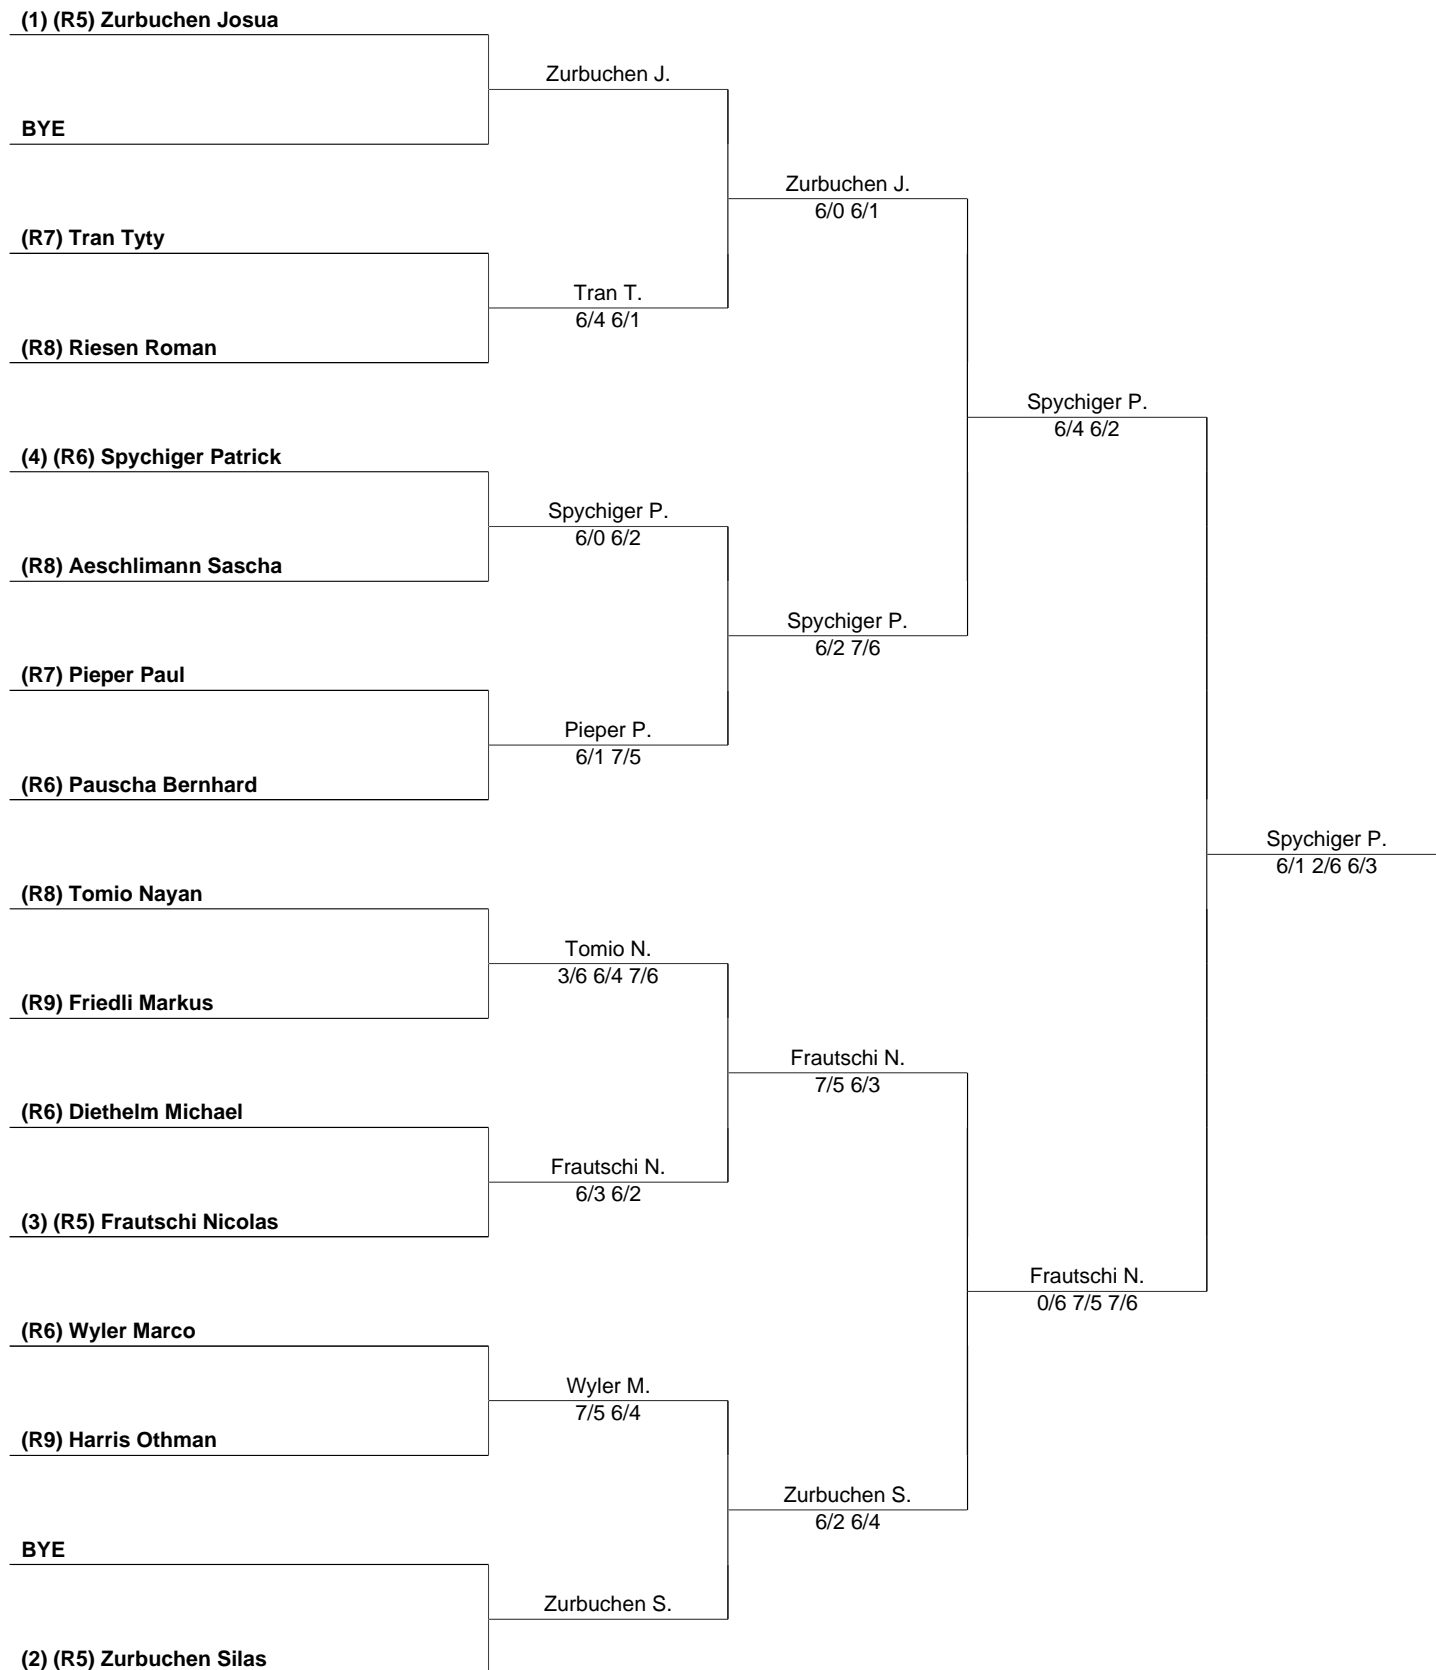 (1) (R5) Zurbuchen Josua
Zurbuchen J.
BYE
Zurbuchen J.
6/0 6/1
(R7) Tran Tyty
Tran T.
6/4 6/1
(R8) Riesen Roman
Spychiger P.
6/4 6/2
(4) (R6) Spychiger Patrick
Spychiger P.
6/0 6/2
(R8) Aeschlimann Sascha
Spychiger P.
6/2 7/6
(R7) Pieper Paul
Pieper P.
6/1 7/5
(R6) Pauscha Bernhard
Spychiger P.
6/1 2/6 6/3
(R8) Tomio Nayan
Tomio N.
3/6 6/4 7/6
(R9) Friedli Markus
Frautschi N.
7/5 6/3
(R6) Diethelm Michael
Frautschi N.
6/3 6/2
(3) (R5) Frautschi Nicolas
Frautschi N.
0/6 7/5 7/6
(R6) Wyler Marco
Wyler M.
7/5 6/4
(R9) Harris Othman
Zurbuchen S.
6/2 6/4
BYE
Zurbuchen S.
(2) (R5) Zurbuchen Silas